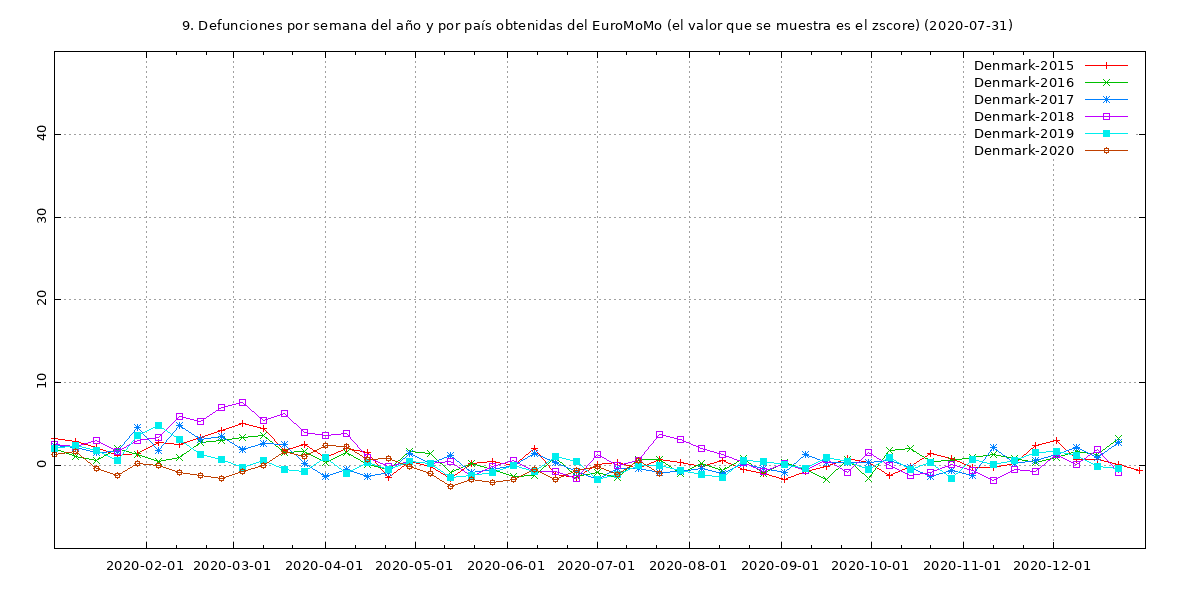 9. Defunciones por semana del año y por país obtenidas del EuroMoMo (el valor que se muestra es el zscore) (2020-07-31)
Denmark-2015
Denmark-2016
Denmark-2017
Denmark-2018
Denmark-2019
Denmark-2020
40
30
20
10
0
2020-02-01 2020-03-01 2020-04-01 2020-05-01 2020-06-01 2020-07-01 2020-08-01 2020-09-01 2020-10-01 2020-11-01 2020-12-01